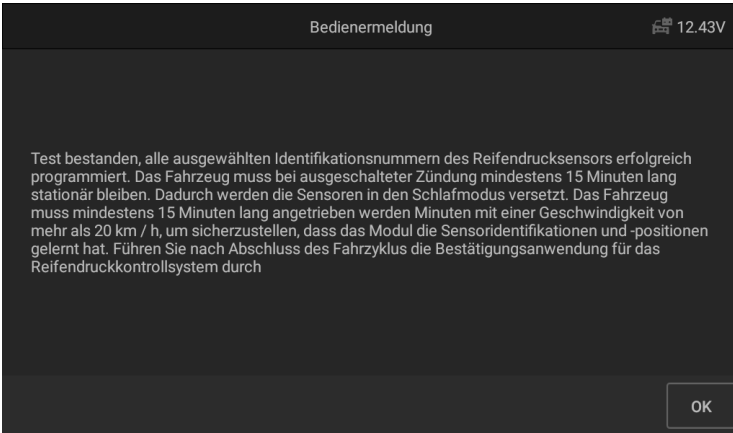 Bedienermeldung
12.43V
Test bestanden, alle ausgewählten Identifikationsnummern des Reifendrucksensors erfolgreich
programmiert. Das Fahrzeug muss bei ausgeschalteter Zündung mindestens 15 Minuten lang
stationär bleiben. Dadurch werden die Sensoren in den Schlafmodus versetzt. Das Fahrzeug
muss mindestens 15 Minuten lang angetrieben werden Minuten mit einer Geschwindigkeit von
mehr als 20 km / h, um sicherzustellen, dass das Modul die Sensoridentifikationen und -positionen
gelernt hat. Führen Sie nach Abschluss des Fahrzyklus die Bestätigungsanwendung für das
Reifendruckkontrollsystem durch
OK